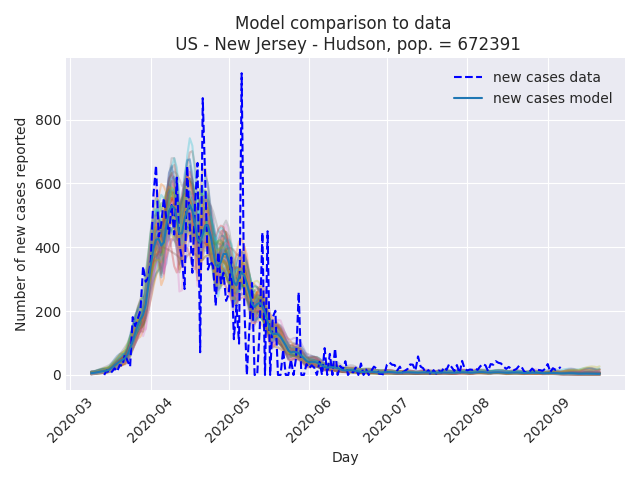 Model comparison to data
US - New Jersey - Hudson, pop. = 672391
new cases data
new cases model
Number of new cases reported
800
600
400
200
0
2020-03
2020-04
2020-05
2020-06
2020-07
2020-08
2020-09
Day